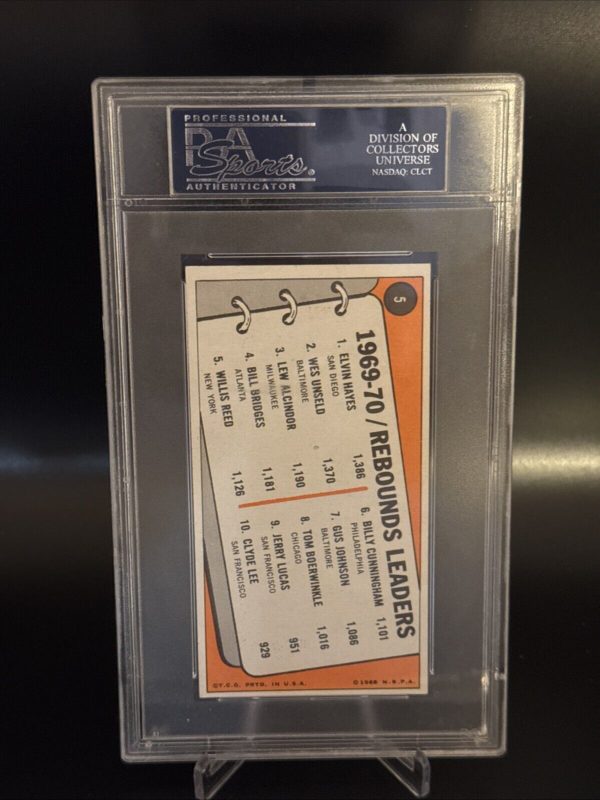 PROFESSIONAL
PSA
Sports.
AUTHENTICATOR
A
DIVISION OF
COLLECTORS
UNIVERSE
NASDAQ: CLCT
5
1969-70/REBOUNDS LEADERS
1. ELVIN HAYES 1,386
SAN DIEGO
2. WES UNSELD 1,370
BALTIMORE
3. LEW ALCINDOR 1,190
MILWAUKEE
4. BILL BRIDGES 1,181
ATLANTA
5. WILLIS REED 1,126
NEW YORK
6. BILLY CUNNINGHAM 1,101
PHILADELPHIA
7. GUS JOHNSON 1,086
BALTIMORE
8. TOM BOERWINKLE 1,016
CHICAGO
9. JERRY LUCAS 951
SAN FRANCISCO
10. CLYDE LEE 929
SAN FRANCISCO
©T.C.G. PRTD. IN U.S.A.
©1968 N.B.P.A.